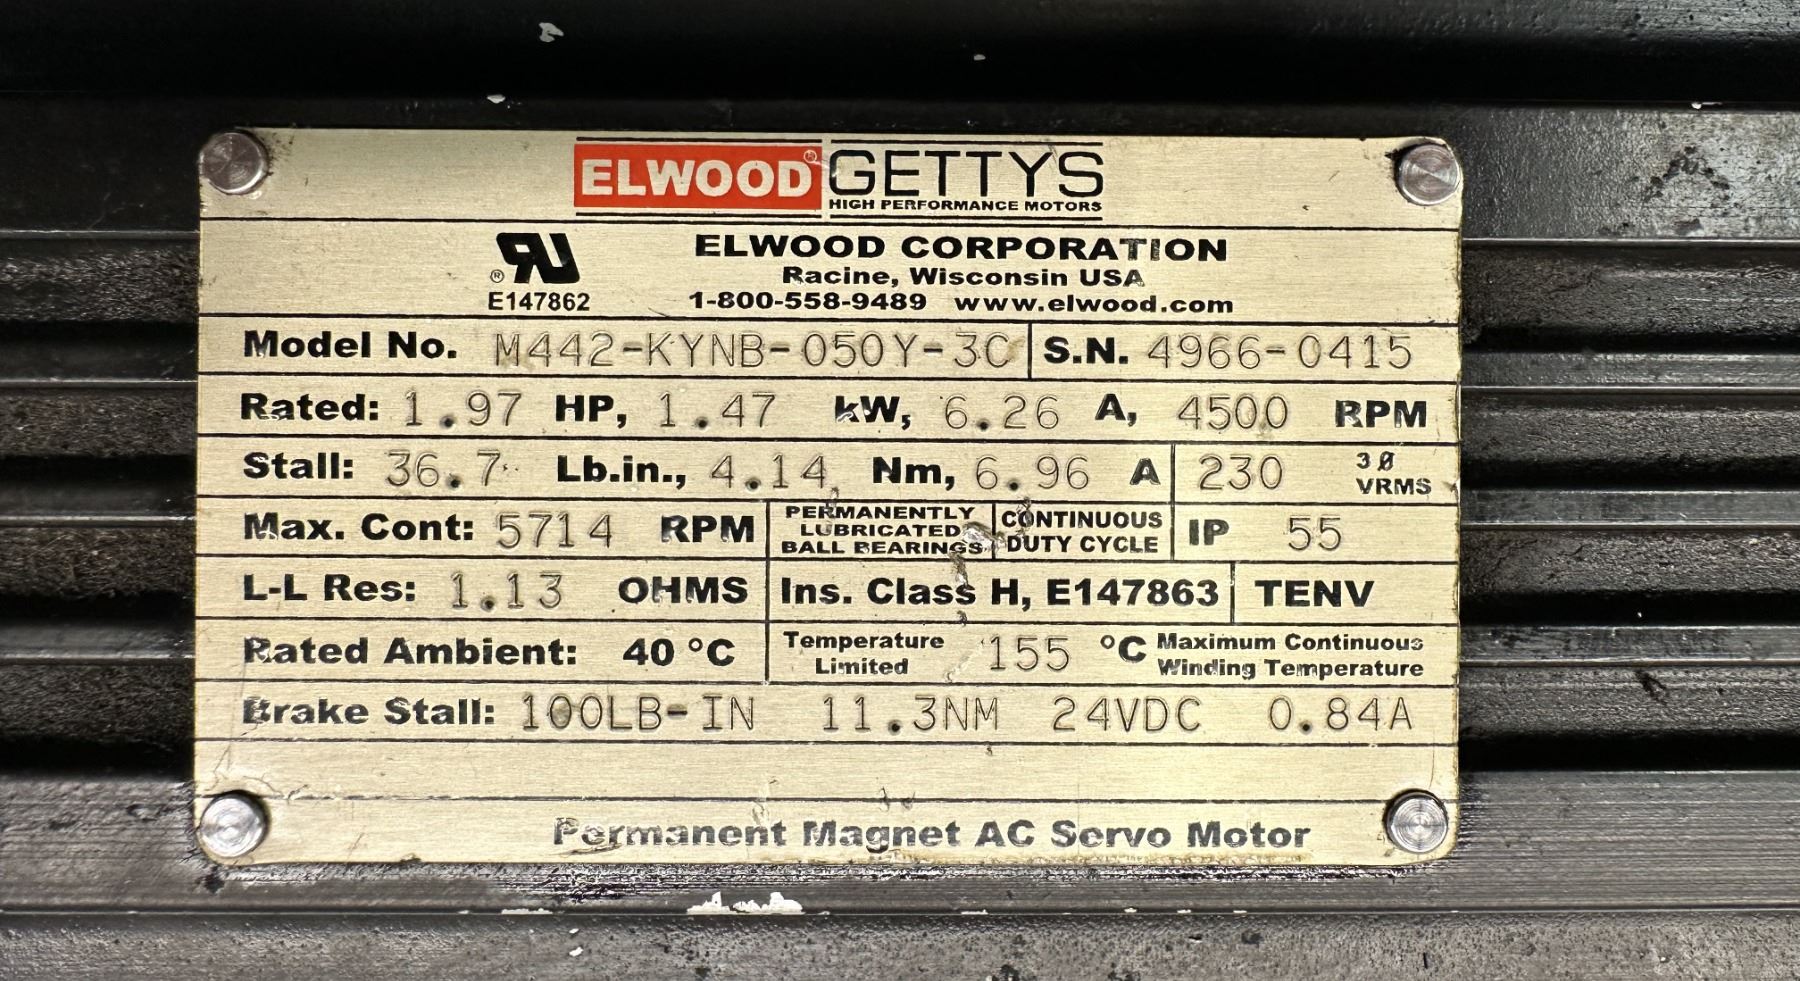 ELWOOD® GETTYS
HIGH PERFORMANCE MOTORS
ELWOOD CORPORATION
Racine, Wisconsin USA
® E147862 1-800-558-9489 www.elwood.com
Model No. M442-KYNB-050Y-3C S.N. 4966-0415
Rated: 1.97 HP, 1.47 kW, 6.26 A, 4500 RPM
Stall: 36.7 Lb.in., 4.14 Nm, 6.96 A 230 3Ø VRMS
Max. Cont: 5714 RPM
PERMANENTLY
LUBRICATED
BALL BEARINGS
CONTINUOUS
DUTY CYCLE
IP 55
L-L Res: 1.13 OHMS Ins. Class H, E147863 TENV
Rated Ambient: 40 °C
Temperature
Limited
155 °C
Maximum Continuous
Winding Temperature
Brake Stall: 100LB-IN 11.3NM 24VDC 0.84A
Permanent Magnet AC Servo Motor